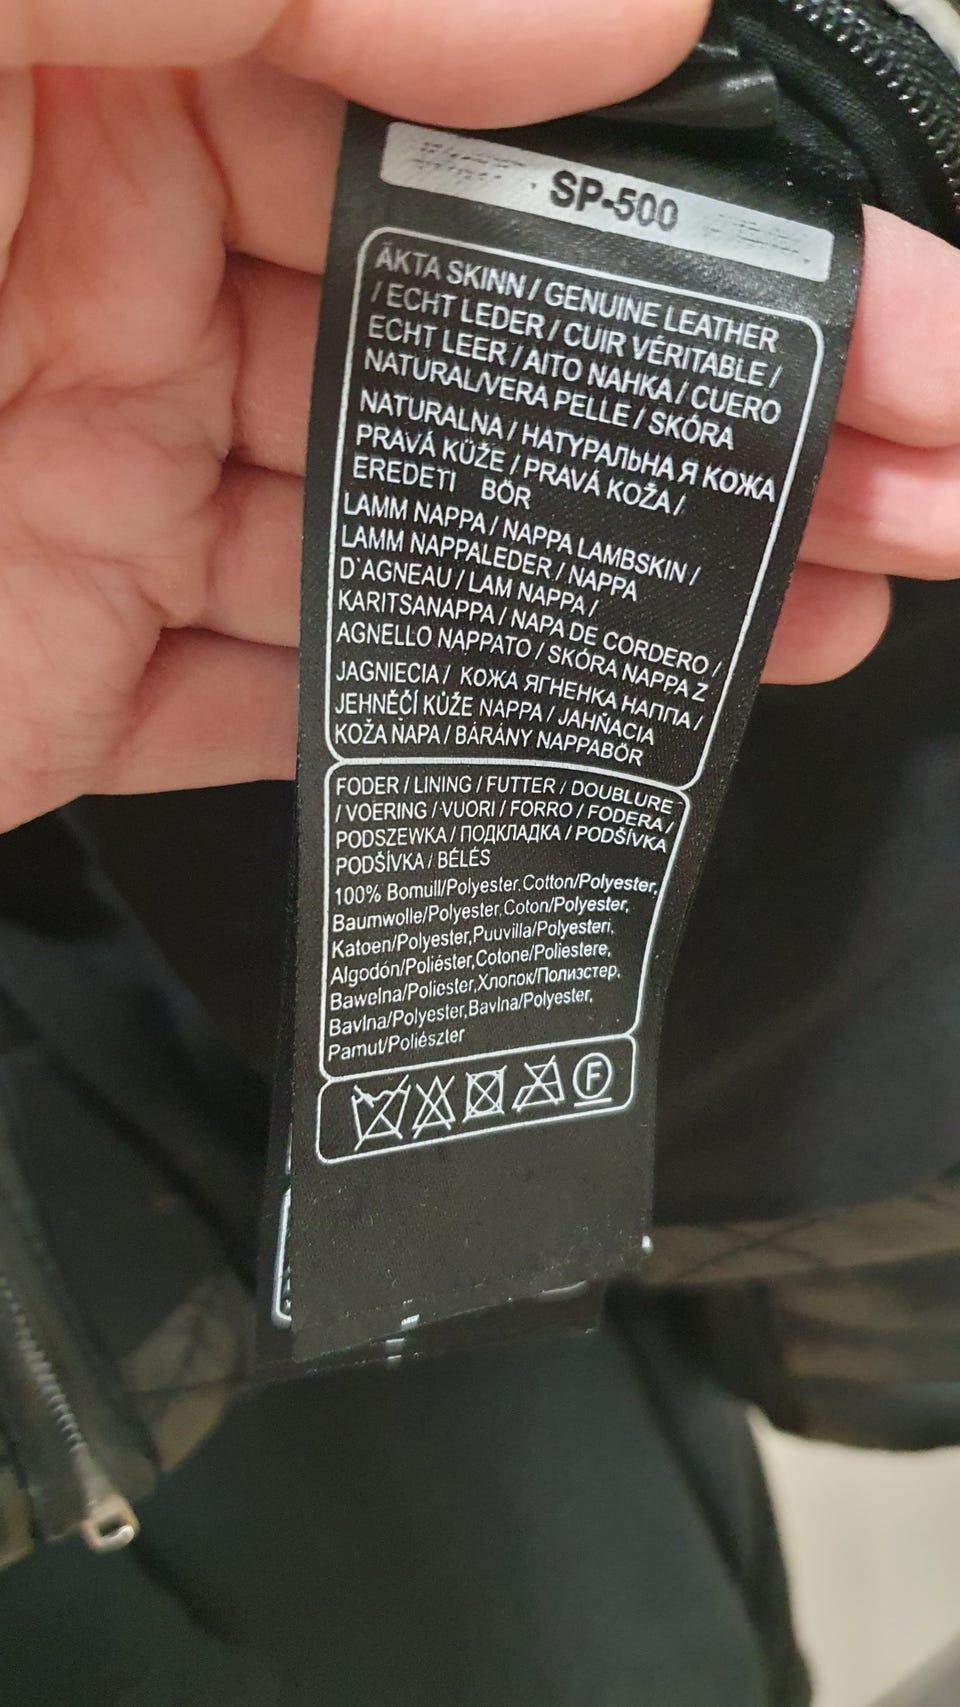 SP-500
ÄKTA SKINN / GENUINE LEATHER
/ ECHT LEDER / CUIR VÉRITABLE /
ECHT LEER / AITO NAHKA / CUERO
NATURAL/VERA PELLE / SKÓRA
NATURALNA / НАТУРАЛЬНА Я КОЖА
PRAVÁ KŮŽE / PRAVÁ KOŽA /
EREDETI BŐR
LAMM NAPPA / NAPPA LAMBSKIN /
LAMM NAPPALEDER / NAPPA
D`AGNEAU / LAM NAPPA /
KARITSANAPPA / NAPA DE CORDERO /
AGNELLO NAPPATO / SKÓRA NAPPA Z
JAGNIECIA / КОЖА ЯГНЕНКА НАППА /
JEHNĚČÍ KŮŽE NAPPA / JAHŇACIA
KOŽA NAPA / BÁRÁNY NAPPABŐR
FODER / LINING / FUTTER / DOUBLURE
/ VOERING / VUORI / FORRO / FODERA /
PODSZEWKA / ПОДКЛАДКА / PODŠÍVKA
PODŠÍVKA / BÉLÉS
100% Bomull/Polyester,Cotton/Polyester,
Baumwolle/Polyester,Coton/Polyester,
Katoen/Polyester,Puuvilla/Polyesteri,
Algodón/Poliéster,Cotone/Poliestere,
Bawełna/Poliester,Хлопок/Полиэстер,
Bavlna/Polyester,Bavlna/Polyester,
Pamut/Poliészter
F